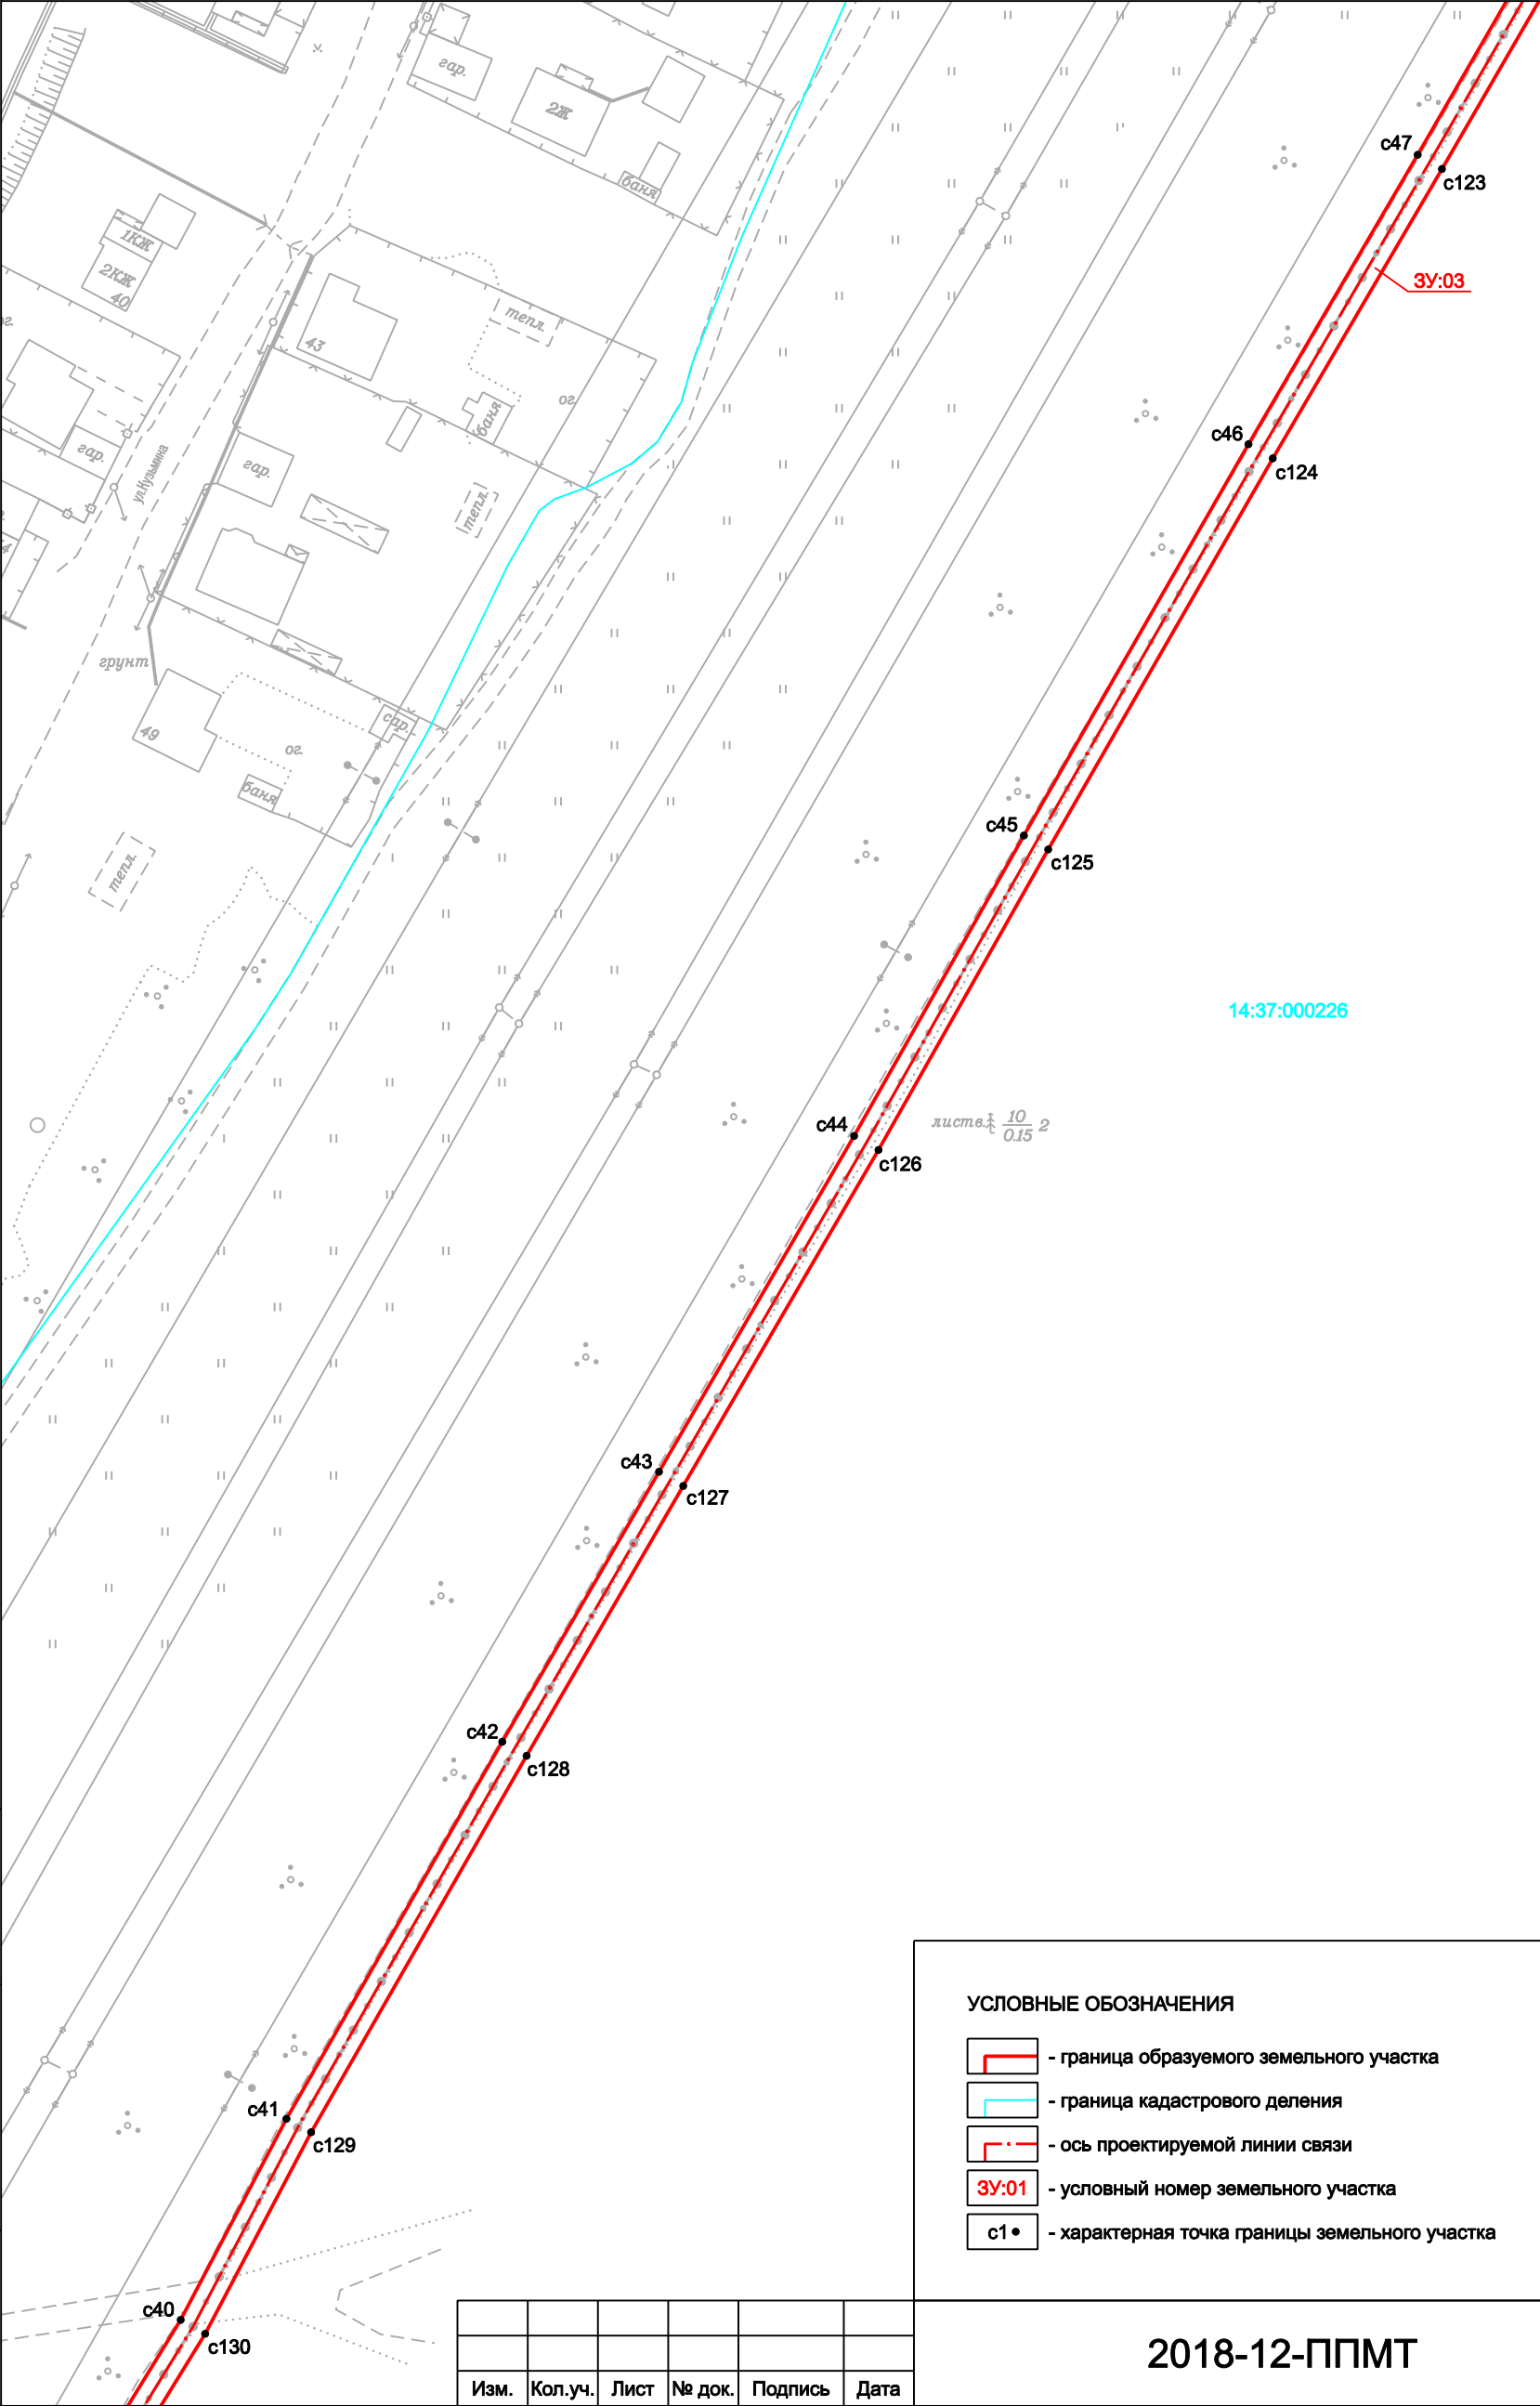 гар.
2Ж
баня
1КЖ
2КЖ
40
с47
с123
ЗУ:03
43
тепл.
ог.
баня
ог.
гар.
ул.Кузьмина
гар.
тепл.
с46
с124
грунт
49
сар.
ог.
баня
тепл.
с45
с125
14:37:000226
с44
листв. 10 2
0.15
с126
с43
с127
с42
с128
с41
с129
с40
с130
УСЛОВНЫЕ ОБОЗНАЧЕНИЯ
- граница образуемого земельного участка
- граница кадастрового деления
- ось проектируемой линии связи
ЗУ:01 - условный номер земельного участка
с1 - характерная точка границы земельного участка
2018-12-ППМТ
Изм. Кол.уч. Лист № док. Подпись Дата